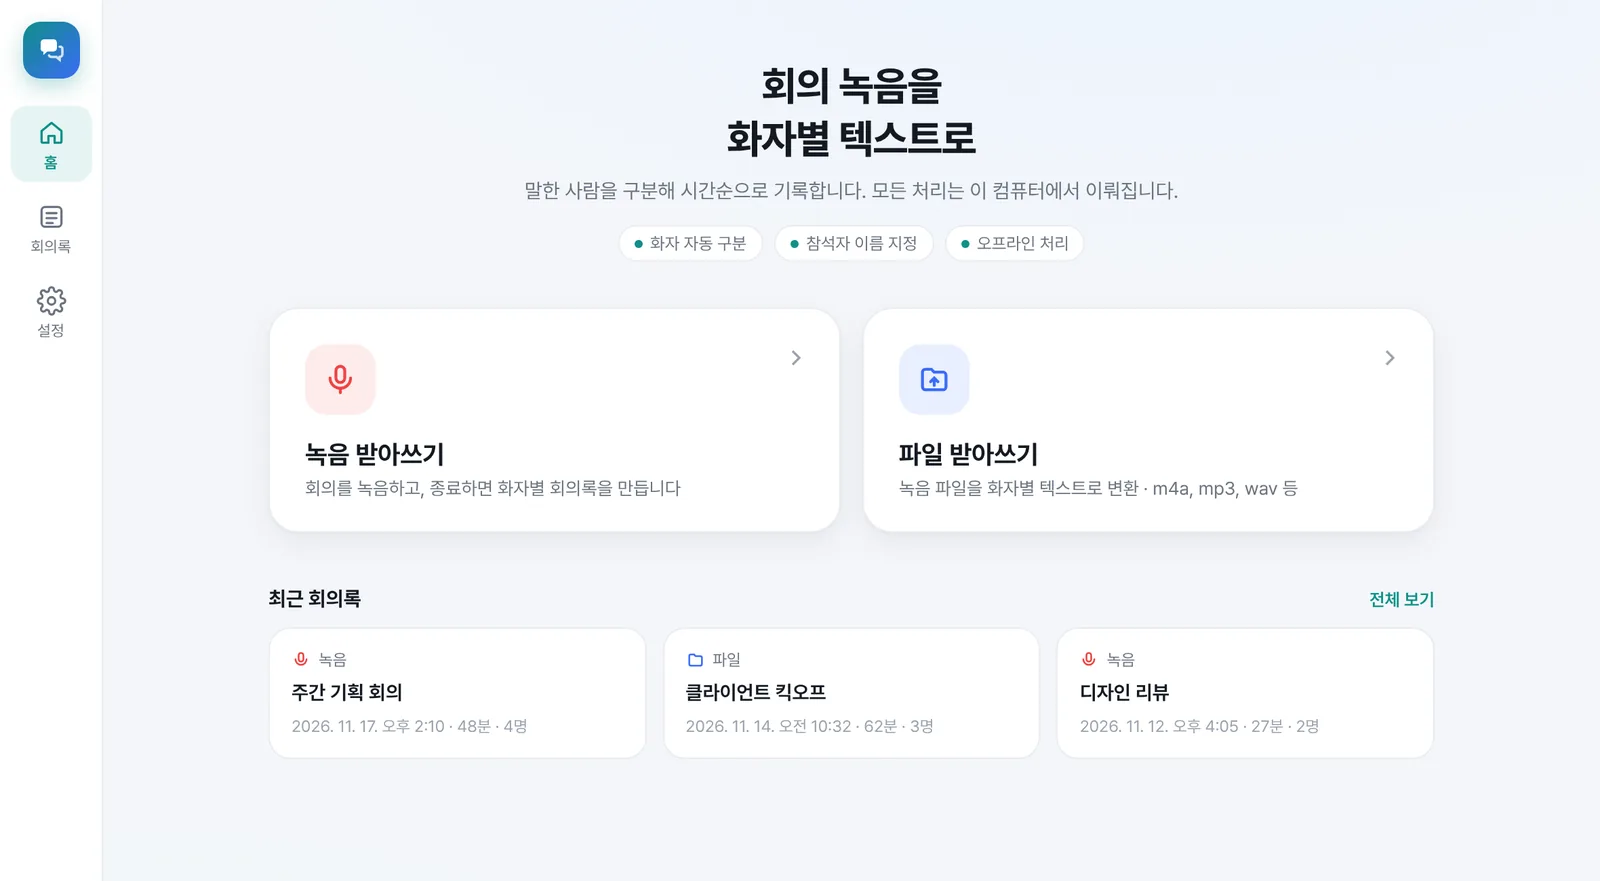 홈
회의록
설정
회의 녹음을
화자별 텍스트로
말한 사람을 구분해 시간순으로 기록합니다. 모든 처리는 이 컴퓨터에서 이뤄집니다.
화자 자동 구분
참석자 이름 지정
오프라인 처리
녹음 받아쓰기
회의를 녹음하고, 종료하면 화자별 회의록을 만듭니다
파일 받아쓰기
녹음 파일을 화자별 텍스트로 변환 · m4a, mp3, wav 등
최근 회의록
전체 보기
녹음
주간 기획 회의
2026. 11. 17. 오후 2:10 · 48분 · 4명
파일
클라이언트 킥오프
2026. 11. 14. 오전 10:32 · 62분 · 3명
녹음
디자인 리뷰
2026. 11. 12. 오후 4:05 · 27분 · 2명